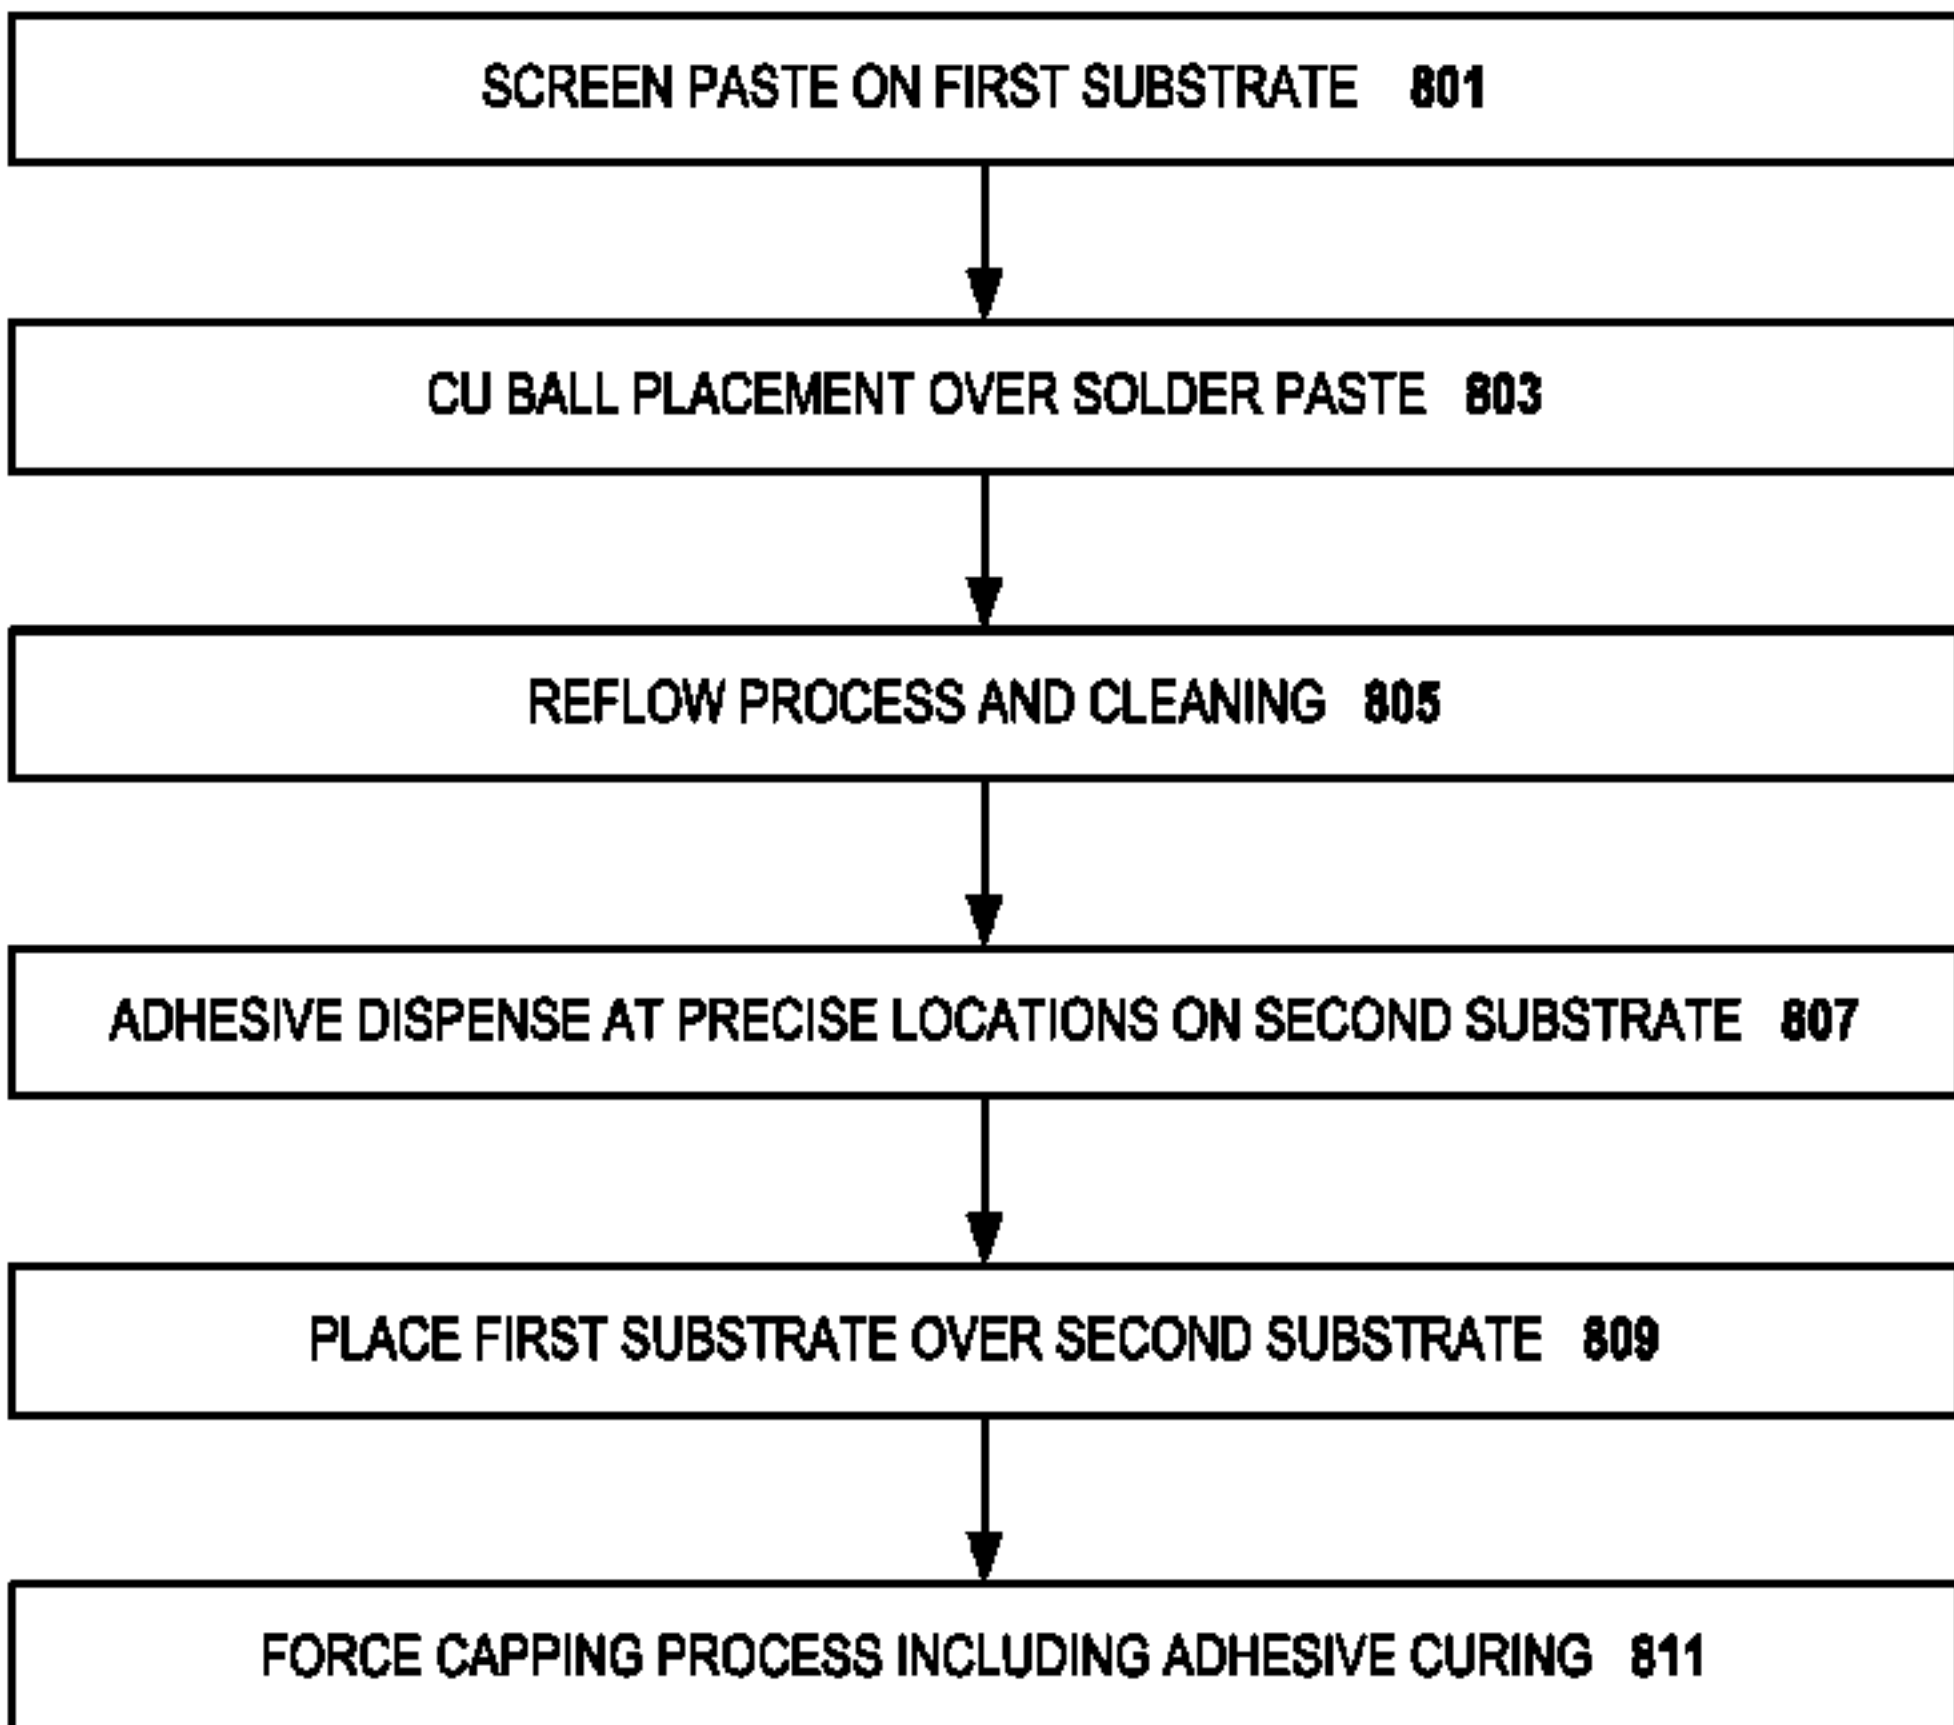 SCREEN PASTE ON FIRST SUBSTRATE 801
CU BALL PLACEMENT OVER SOLDER PASTE 803
REFLOW PROCESS AND CLEANING 805
ADHESIVE DISPENSE AT PRECISE LOCATIONS ON SECOND SUBSTRATE 807
PLACE FIRST SUBSTRATE OVER SECOND SUBSTRATE 809
FORCE CAPPING PROCESS INCLUDING ADHESIVE CURING 811